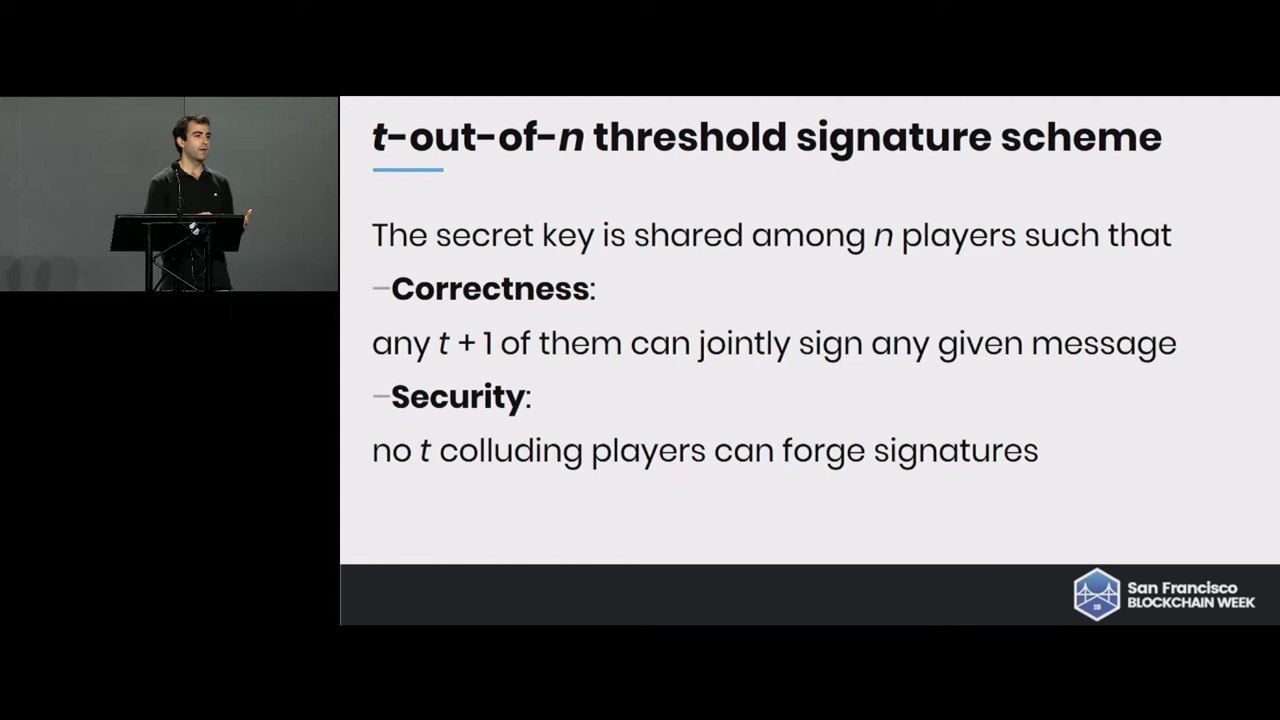 t-out-of-n threshold signature scheme
The secret key is shared among n players such that
–Correctness:
any t + 1 of them can jointly sign any given message
–Security:
no t colluding players can forge signatures
San Francisco
BLOCKCHAIN WEEK